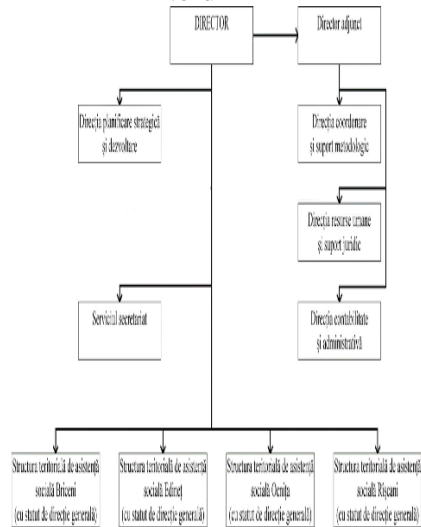 DIRECTOR
Director adjunct
Direcția planificare strategică
și dezvoltare
Direcția coordonare
și suport metodologic
Direcția resurse umane
și suport juridic
Serviciul secretariat
Direcția contabilitate
și administrativă
Structura teritorială de asistență
socială Briceni
(cu statut de direcție generală)
Structura teritorială de asistență
socială Edineț
(cu statut de direcție generală)
Structura teritorială de asistență
socială Ocnița
(cu statut de direcție generală)
Structura teritorială de asistență
socială Rîșcani
(cu statut de direcție generală)